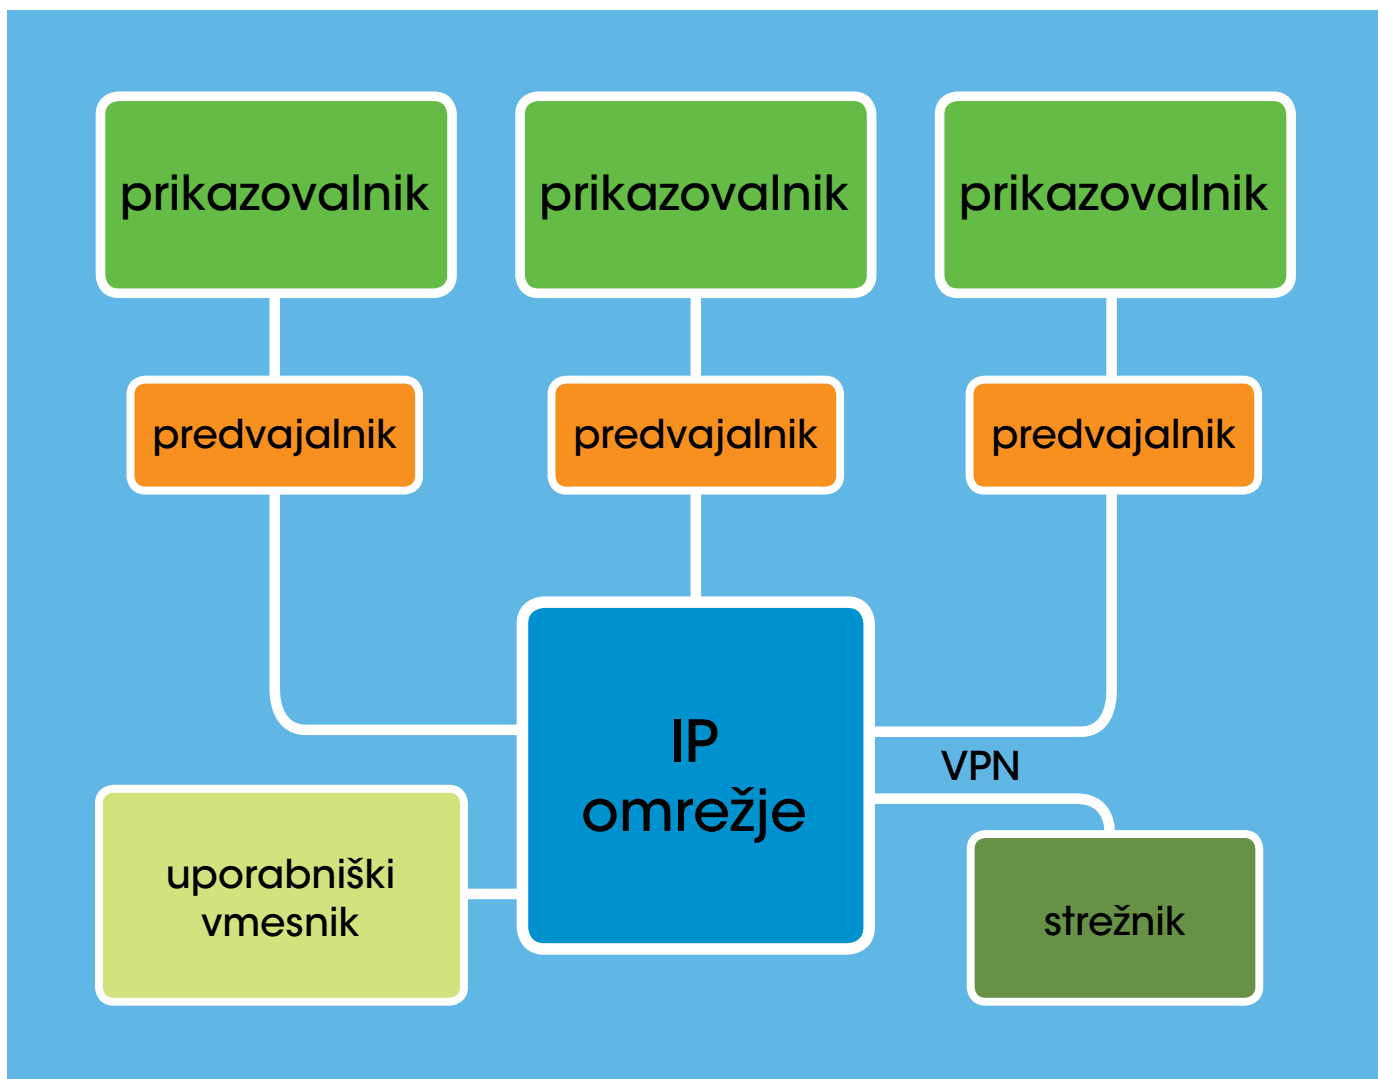 prikazovalnik
prikazovalnik
prikazovalnik
predvajalnik
predvajalnik
predvajalnik
IP
omrežje
VPN
uporabniški
vmesnik
strežnik